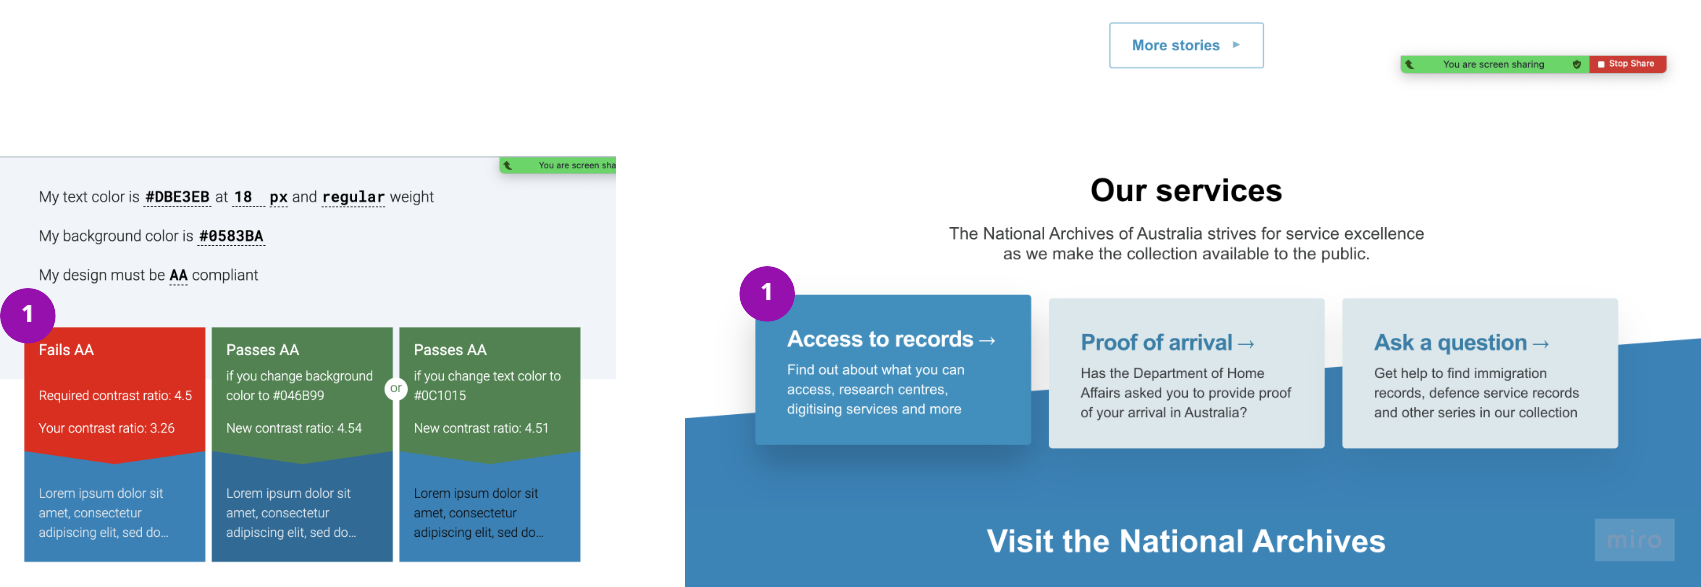 More stories
You are screen sharing
Stop Share
You are screen sha
My text color is #DBE3EB at 18 px and regular weight
My background color is #0583BA
My design must be AA compliant
1
Fails AA
Required contrast ratio: 4.5
Your contrast ratio: 3.26
Lorem ipsum dolor sit
amet, consectetur
adipiscing elit, sed do...
Passes AA
if you change background
color to #046B99
New contrast ratio: 4.54
Lorem ipsum dolor sit
amet, consectetur
adipiscing elit, sed do...
or
Passes AA
if you change text color to
#0C1015
New contrast ratio: 4.51
Lorem ipsum dolor sit
amet, consectetur
adipiscing elit, sed do...
Our services
The National Archives of Australia strives for service excellence
as we make the collection available to the public.
1
Access to records→
Find out about what you can
access, research centres,
digitising services and more
Proof of arrival→
Has the Department of Home
Affairs asked you to provide proof
of your arrival in Australia?
Ask a question→
Get help to find immigration
records, defence service records
and other series in our collection
Visit the National Archives
miro